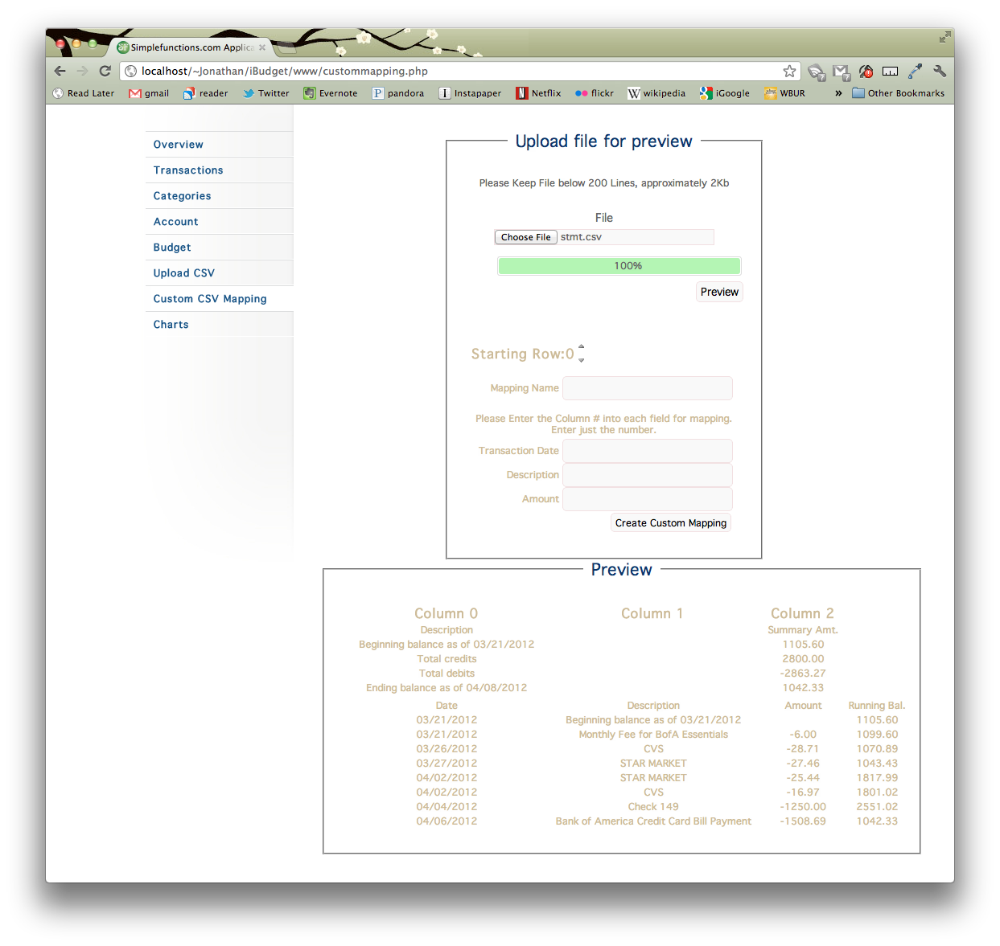 Simplefunctions.com Applica
localhost/~Jonathan/iBudget/www/custommapping.php
Read Later gmail reader Twitter Evernote pandora Instapaper Netflix flickr wikipedia iGoogle WBUR » Other Bookmarks
Overview
Transactions
Categories
Account
Budget
Upload CSV
Custom CSV Mapping
Charts
Upload file for preview
Please Keep File below 200 Lines, approximately 2Kb
File
Choose File stmt.csv
100%
Preview
Starting Row:0
Mapping Name
Please Enter the Column # into each field for mapping.
Enter just the number.
Transaction Date
Description
Amount
Create Custom Mapping
Preview
Column 0 Column 1 Column 2
Description Summary Amt.
Beginning balance as of 03/21/2012 1105.60
Total credits 2800.00
Total debits -2863.27
Ending balance as of 04/08/2012 1042.33
Date Description Amount Running Bal.
03/21/2012 Beginning balance as of 03/21/2012 1105.60
03/21/2012 Monthly Fee for BofA Essentials -6.00 1099.60
03/26/2012 CVS -28.71 1070.89
03/27/2012 STAR MARKET -27.46 1043.43
04/02/2012 STAR MARKET -25.44 1817.99
04/02/2012 CVS -16.97 1801.02
04/04/2012 Check 149 -1250.00 2551.02
04/06/2012 Bank of America Credit Card Bill Payment -1508.69 1042.33